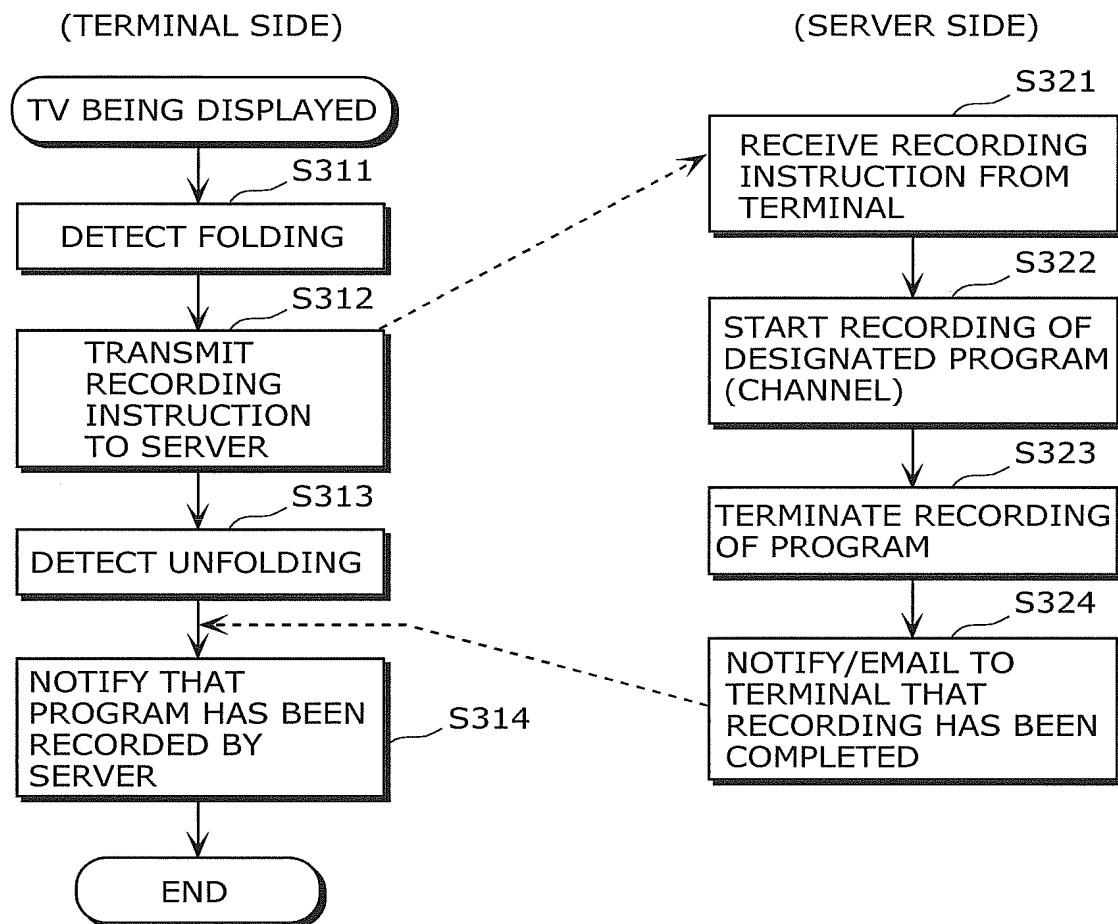 (TERMINAL SIDE)
TV BEING DISPLAYED
S311
DETECT FOLDING
S312
TRANSMIT
RECORDING
INSTRUCTION
TO SERVER
S313
DETECT UNFOLDING
NOTIFY THAT
PROGRAM HAS BEEN
RECORDED BY
SERVER
S314
END
(SERVER SIDE)
S321
RECEIVE RECORDING
INSTRUCTION FROM
TERMINAL
S322
START RECORDING OF
DESIGNATED PROGRAM
(CHANNEL)
S323
TERMINATE RECORDING
OF PROGRAM
S324
NOTIFY/EMAIL TO
TERMINAL THAT
RECORDING HAS BEEN
COMPLETED